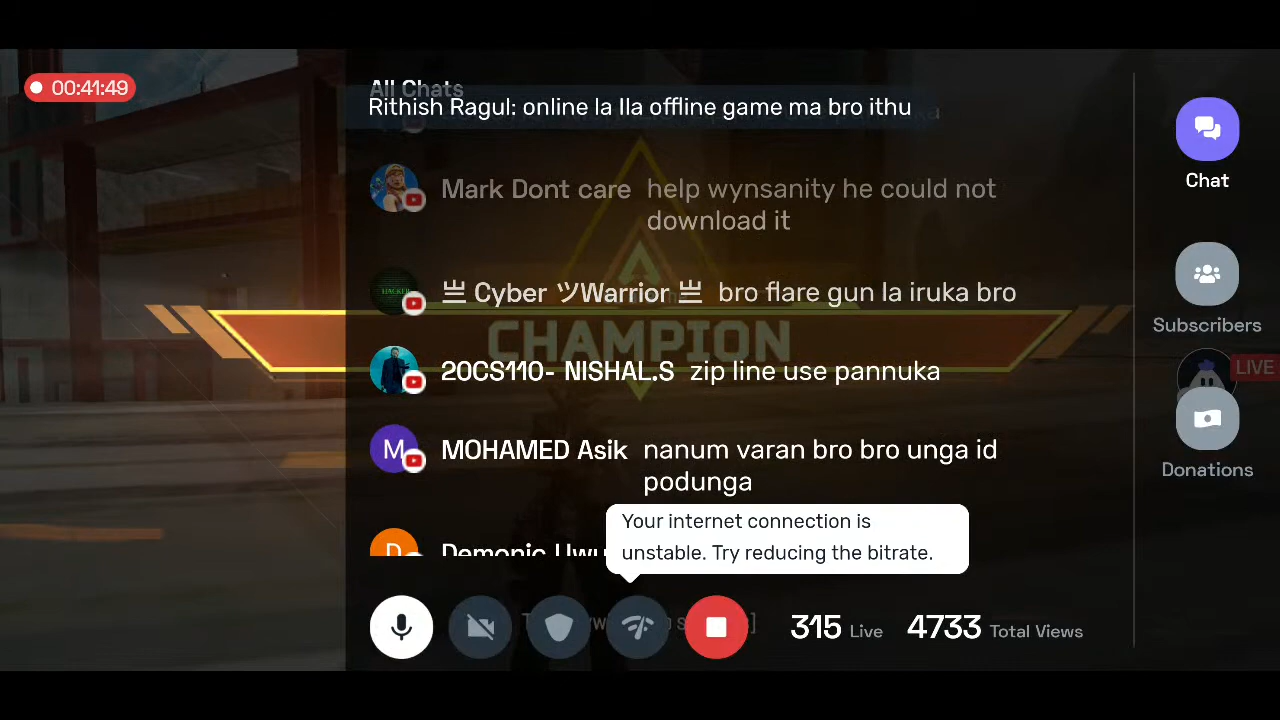 00:41:49
All Chats
Rithish Ragul: online la lla offline game ma bro ithu
Mark Dont care help wynsanity he could not
download it
HACKER
亗 Cyber ツWarrior 亗 bro flare gun la iruka bro
CHAMPION
20CS110- NISHAL.S zip line use pannuka
M MOHAMED Asik nanum varan bro bro unga id
podunga
D Demonic Uwu
Your internet connection is
unstable. Try reducing the bitrate.
315 Live 4733 Total Views
Chat
Subscribers
LIVE
Donations